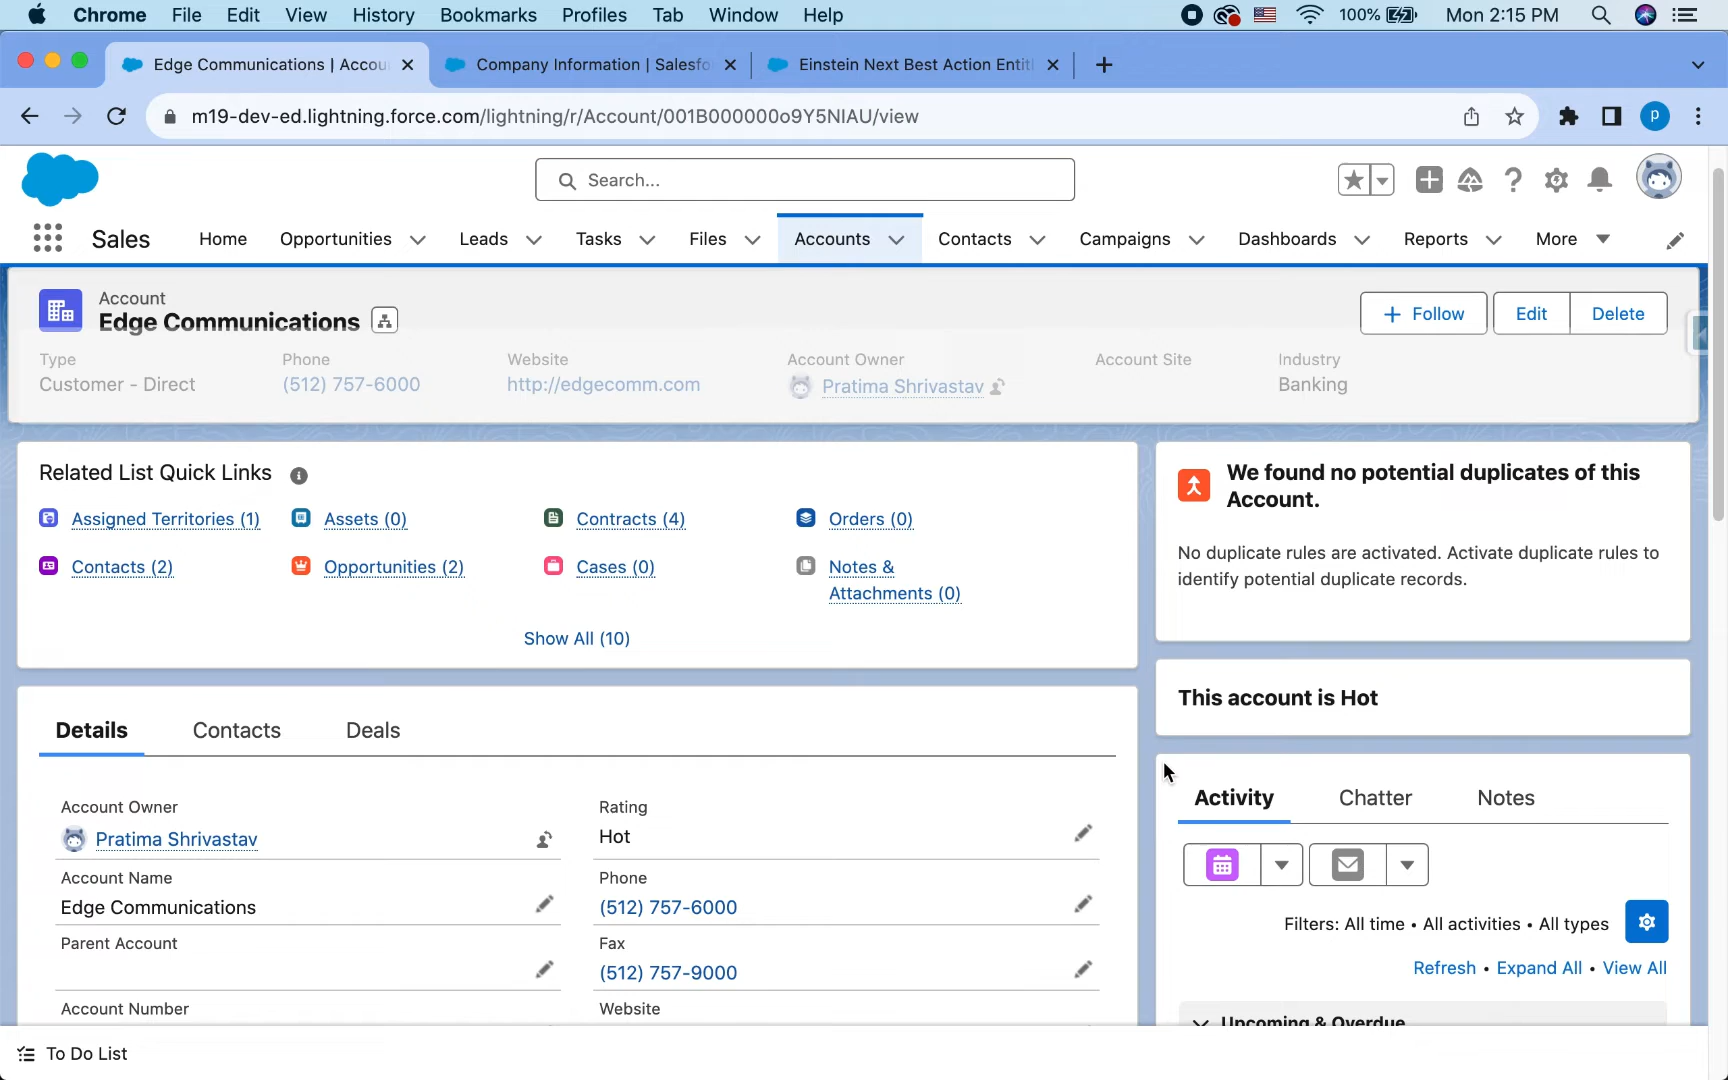 Chrome File Edit View History Bookmarks Profiles Tab Window Help 100% Mon 2:15 PM
Edge Communications | Accou
Company Information | Salesfo
Einstein Next Best Action Entit
m19-dev-ed.lightning.force.com/lightning/r/Account/001B000000o9Y5NIAU/view
p
Search...
Sales Home Opportunities Leads Tasks Files Accounts Contacts Campaigns Dashboards Reports More
Account
Edge Communications
Follow Edit Delete
Type Phone Website Account Owner Account Site Industry
Customer - Direct (512) 757-6000 http://edgecomm.com Pratima Shrivastav Banking
Related List Quick Links
Assigned Territories (1) Assets (0) Contracts (4) Orders (0)
Contacts (2) Opportunities (2) Cases (0) Notes &
Attachments (0)
Show All (10)
We found no potential duplicates of this
Account.
No duplicate rules are activated. Activate duplicate rules to
identify potential duplicate records.
This account is Hot
Details Contacts Deals
Account Owner
Pratima Shrivastav
Rating
Hot
Account Name
Edge Communications
Phone
(512) 757-6000
Parent Account
Fax
(512) 757-9000
Account Number
Website
Activity Chatter Notes
Filters: All time • All activities • All types
Refresh • Expand All • View All
Upcoming & Overdue
To Do List